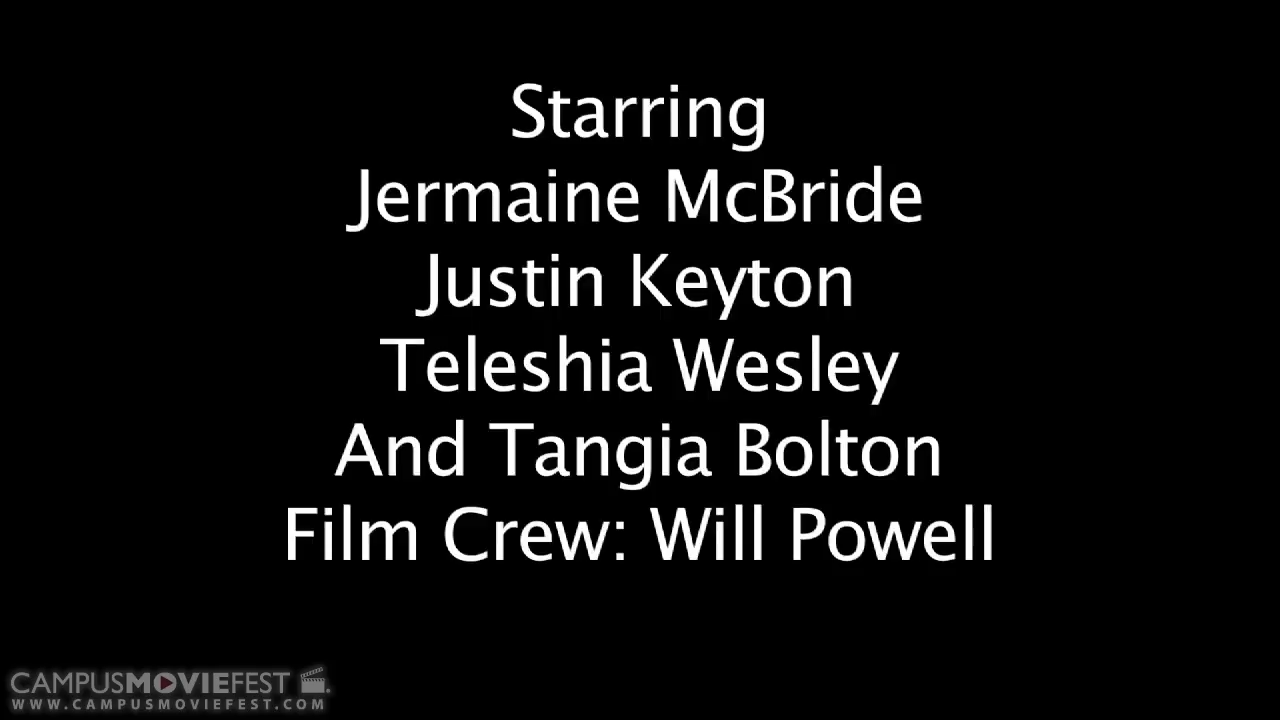 Starring
Jermaine McBride
Justin Keyton
Teleshia Wesley
And Tangia Bolton
Film Crew: Will Powell
CAMPUSMOVIEFEST
WWW.CAMPUSMOVIEFEST.COM